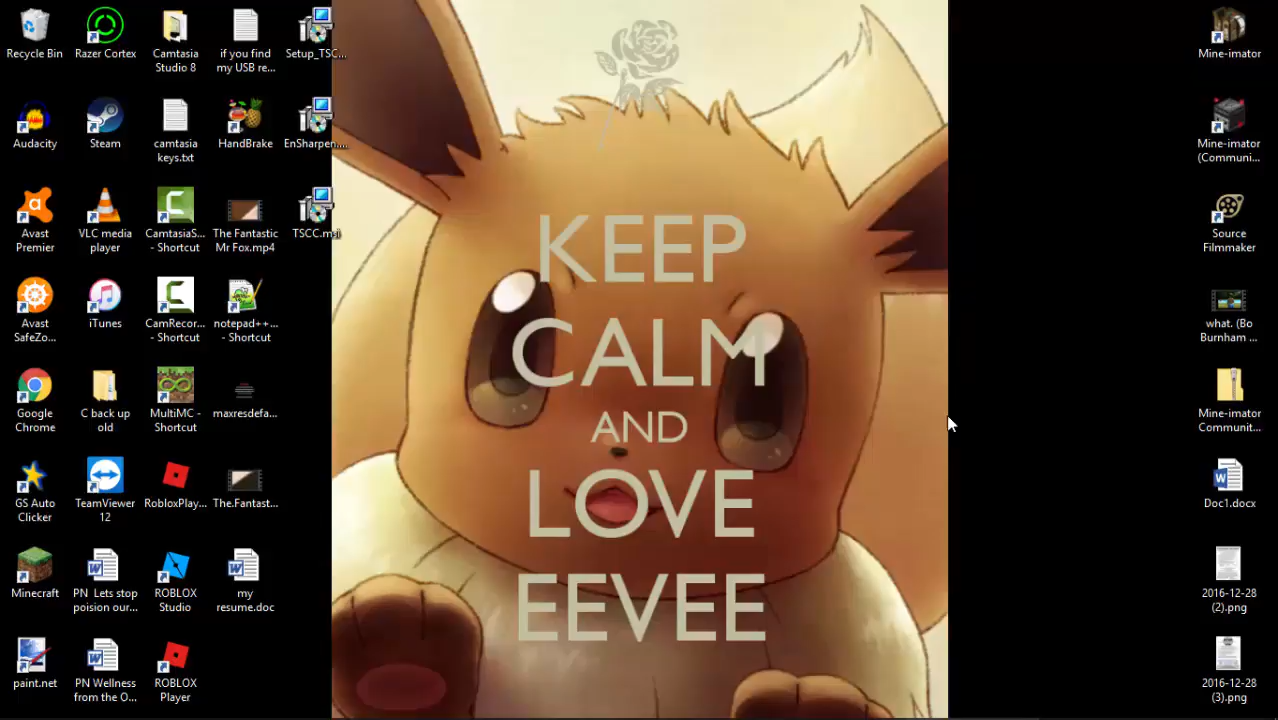 Recycle Bin
Razer Cortex
Camtasia
Studio 8
if you find
my USB re...
Setup_TSC...
Audacity
Steam
camtasia
keys.txt
HandBrake
EnSharpen....
Avast
Premier
VLC media
player
CamtasiaS...
- Shortcut
The Fantastic
Mr Fox.mp4
TSCC.msi
Avast
SafeZo...
iTunes
CamRecor...
- Shortcut
notepad++...
- Shortcut
Google
Chrome
C back up
old
MultiMC -
Shortcut
maxresdefa...
GS Auto
Clicker
TeamViewer
12
RobloxPlay...
The.Fantast...
Minecraft
PN  Lets stop
poision our...
ROBLOX
Studio
my
resume.doc
paint.net
PN Wellness
from the O...
ROBLOX
Player
KEEP
CALM
AND
LOVE
EEVEE
Mine-imator
Mine-imator
(Communi...
Source
Filmmaker
what. (Bo
Burnham ...
Mine-imator
Communit...
Doc1.docx
2016-12-28
(2).png
2016-12-28
(3).png